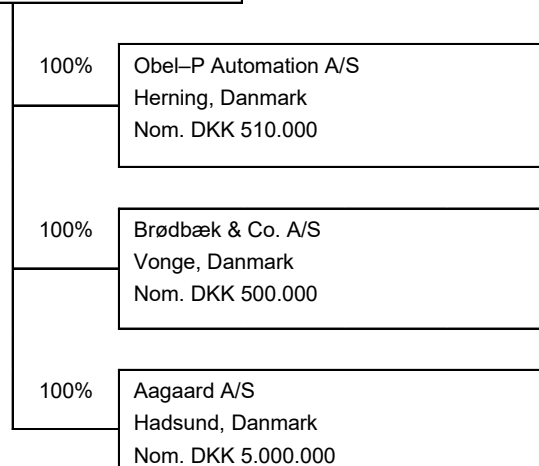 100%
Obel–P Automation A/S
Herning, Danmark
Nom. DKK 510.000
100%
Brødbæk & Co. A/S
Vonge, Danmark
Nom. DKK 500.000
100%
Aagaard A/S
Hadsund, Danmark
Nom. DKK 5.000.000